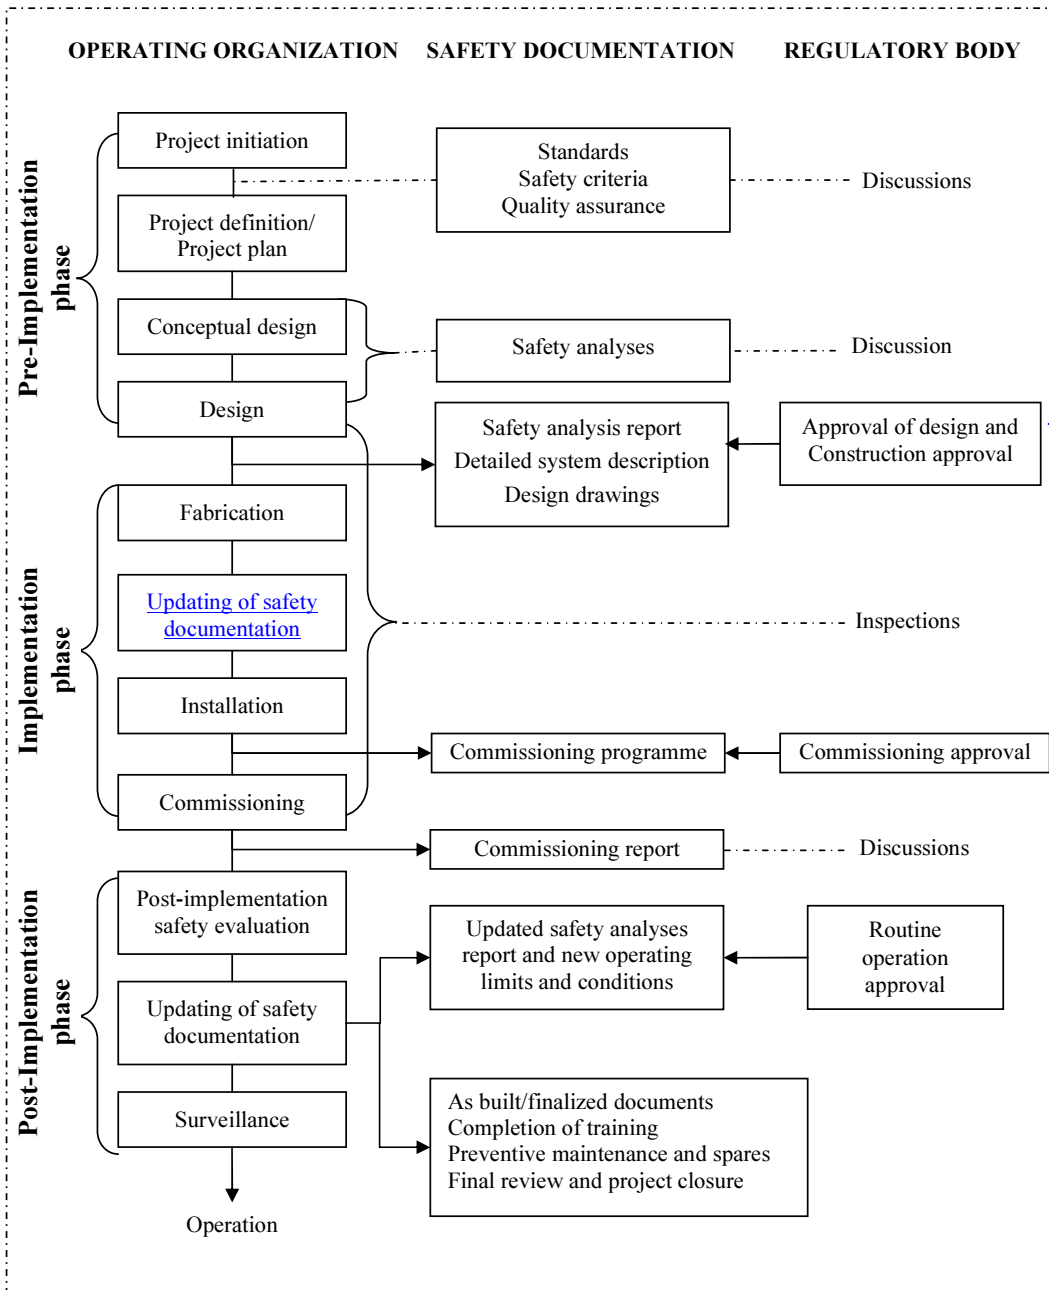 OPERATING ORGANIZATION
SAFETY DOCUMENTATION
REGULATORY BODY
Pre-Implementation
phase
Project initiation
Standards
Safety criteria
Quality assurance
Discussions
Project definition/
Project plan
Conceptual design
Safety analyses
Discussion
Design
Safety analysis report
Detailed system description
Design drawings
Approval of design and
Construction approval
Implementation
phase
Fabrication
Updating of safety
documentation
Inspections
Installation
Commissioning programme
Commissioning approval
Commissioning
Commissioning report
Discussions
Post-Implementation
phase
Post-implementation
safety evaluation
Updated safety analyses
report and new operating
limits and conditions
Routine
operation
approval
Updating of safety
documentation
Surveillance
As built/finalized documents
Completion of training
Preventive maintenance and spares
Final review and project closure
Operation